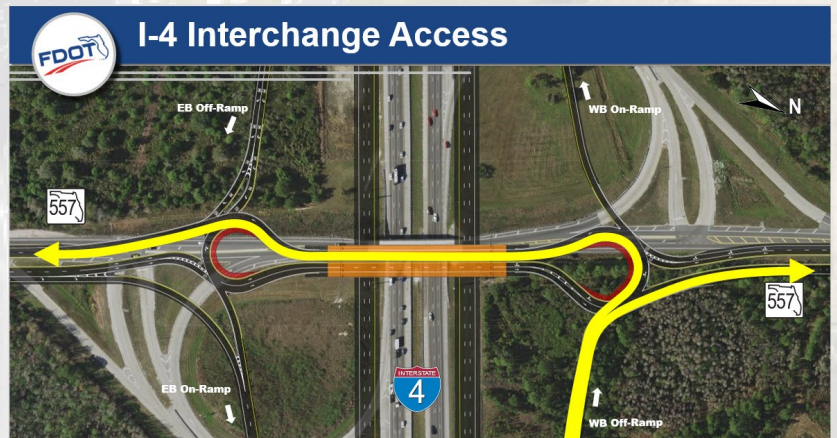 FDOT
I-4 Interchange Access
EB Off-Ramp
WB On-Ramp
N
557
557
INTERSTATE
4
EB On-Ramp
WB Off-Ramp